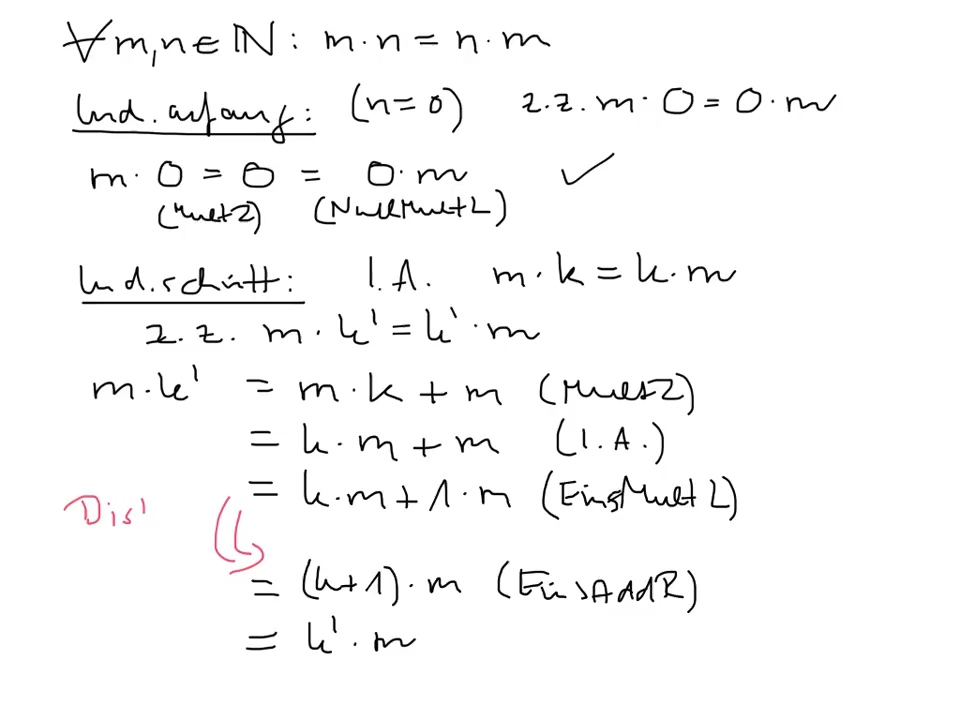 ∀m,n∈ℕ: m·n = n·m
Ind.anfang: (n=0) z.z. m·0 = 0·m
m·0 = 0 = 0·m ✓
(Mult2) (NullMultL)
Ind.schritt: I.A. m·k = k·m
z.z. m·k' = k'·m
m·k' = m·k + m (Mult2)
= k·m + m (I.A.)
= k·m + 1·m (EinsMultL)
Dis'
= (k+1)·m (EinsAddR)
= k'·m